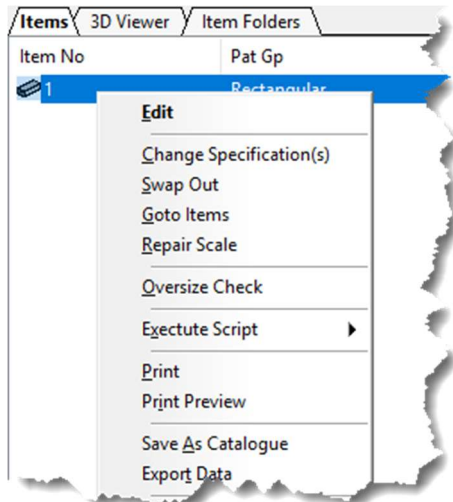 Items 3D Viewer Item Folders
Item No Pat Gp
1 Rectangular
Edit
Change Specification(s)
Swap Out
Goto Items
Repair Scale
Oversize Check
Exectute Script
Print
Print Preview
Save As Catalogue
Export Data